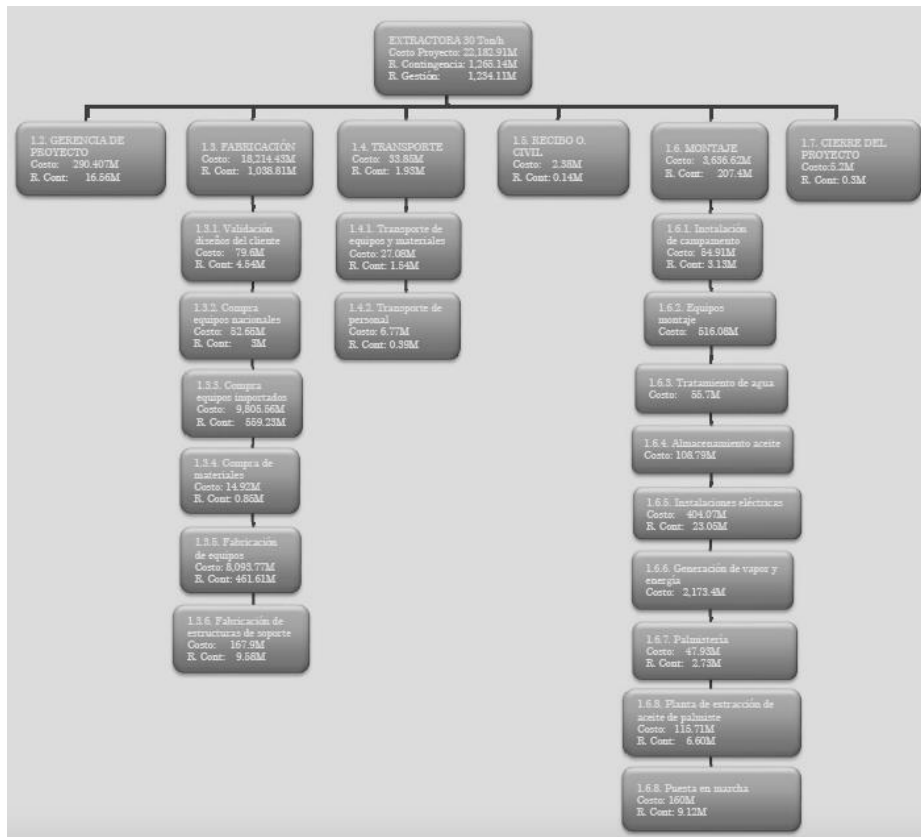 EXTRACTORA 30 Ton/h
Costo Proyecto: 22,182.91M
R. Contingencia: 1,265.14M
R. Gestión: 1,234.11M
1.2. GERENCIA DE
PROYECTO
Costo: 290.407M
R. Cont: 16.56M
1.3. FABRICACIÓN
Costo: 18,214.43M
R. Cont: 1,038.81M
1.4. TRANSPORTE
Costo: 33.85M
R. Cont: 1.93M
1.5. RECIBO O.
CIVIL
Costo: 2.38M
R. Cont: 0.14M
1.6. MONTAJE
Costo: 3,636.62M
R. Cont: 207.4M
1.7. CIERRE DEL
PROYECTO
Costo:5.2M
R. Cont: 0.3M
1.3.1. Validación
diseños del cliente
Costo: 79.6M
R. Cont: 4.54M
1.3.2. Compra
equipos nacionales
Costo: 52.65M
R. Cont: 3M
1.3.3. Compra
equipos importados
Costo: 9,805.56M
R. Cont: 559.23M
1.3.4. Compra de
materiales
Costo: 14.92M
R. Cont: 0.85M
1.3.5. Fabricación
de equipos
Costo: 8,093.77M
R. Cont: 461.61M
1.3.6. Fabricación de
estructuras de soporte
Costo: 167.9M
R. Cont: 9.58M
1.4.1. Transporte de
equipos y materiales
Costo: 27.08M
R. Cont: 1.54M
1.4.2. Transporte de
personal
Costo: 6.77M
R. Cont: 0.39M
1.6.1. Instalación
de campamento
Costo: 54.91M
R. Cont: 3.13M
1.6.2. Equipos
montaje
Costo: 516.08M
1.6.3. Tratamiento de agua
Costo: 55.7M
1.6.4. Almacenamiento aceite
Costo: 108.79M
1.6.5. Instalaciones eléctricas
Costo: 404.07M
R. Cont: 23.05M
1.6.6. Generación de vapor y
energía
Costo: 2,173.4M
1.6.7. Palmistería
Costo: 47.93M
R. Cont: 2.73M
1.6.8. Planta de extracción de
aceite de palmiste
Costo: 115.71M
R. Cont: 6.60M
1.6.8. Puesta en marcha
Costo: 160M
R. Cont: 9.12M